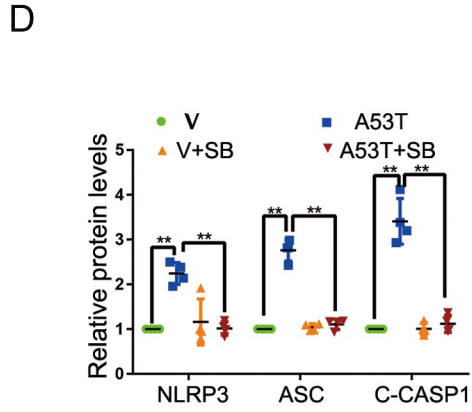 D
V
A53T
V+SB
A53T+SB
Relative protein levels
5
4
3
2
1
0
** **
** **
** **
NLRP3 ASC C-CASP1